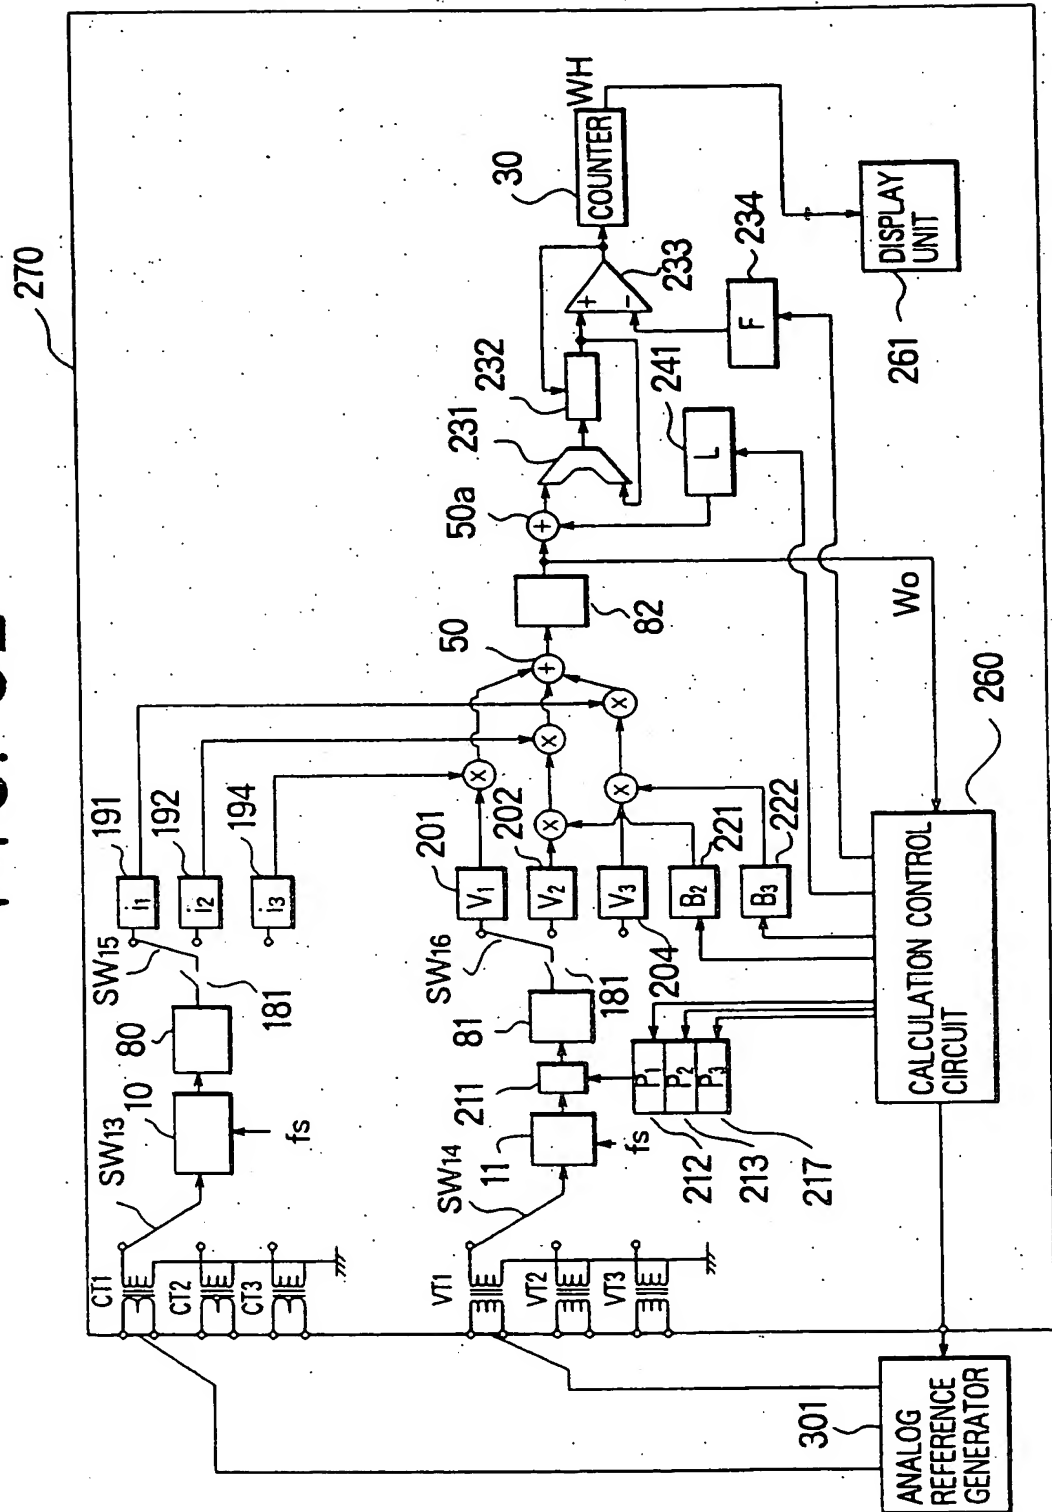 270
CT1
CT2
CT3
SW13
10
fs
80
SW15
181
191
i1
192
i2
194
i3
VT1
VT2
VT3
SW14
11
fs
211
81
SW16
181
201
V1
202
V2
204
V3
P1
P2
P3
212
213
217
221
B2
222
B3
x
x
x
x
x
50
+
82
50a
+
231
232
+
-
233
30
COUNTER
WH
241
L
234
F
DISPLAY
UNIT
261
Wo
260
CALCULATION CONTROL
CIRCUIT
301
ANALOG
REFERENCE
GENERATOR